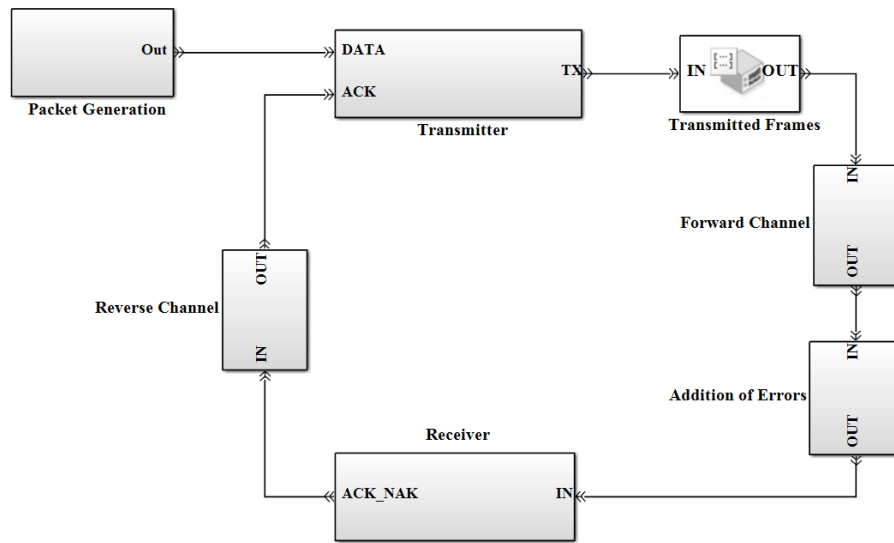 Out
Packet Generation
DATA
ACK
TX
Transmitter
IN
[...]
OUT
Transmitted Frames
IN
Forward Channel
OUT
IN
Addition of Errors
OUT
OUT
Reverse Channel
IN
Receiver
ACK_NAK
IN